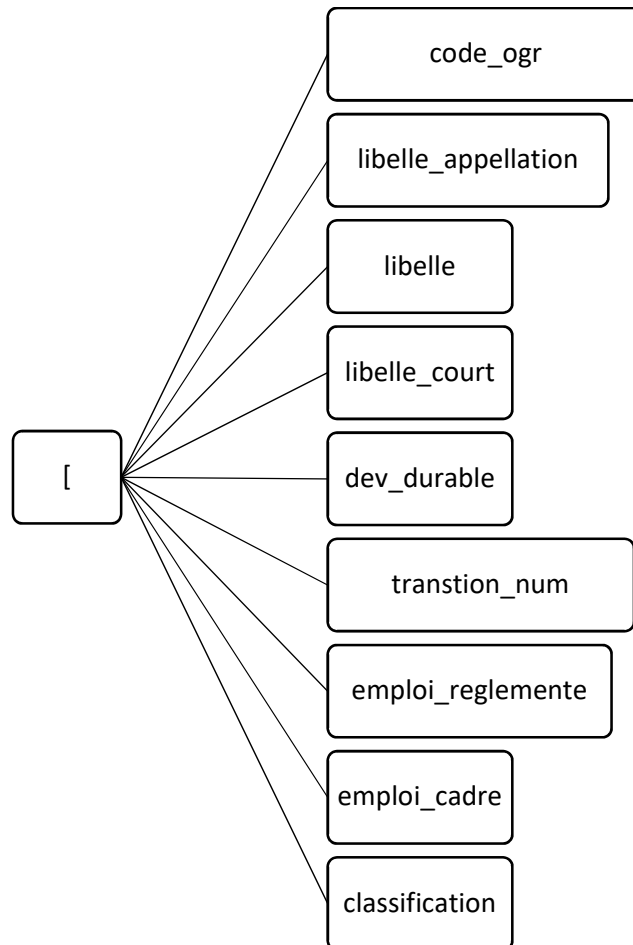 code_ogr
libelle_appellation
libelle
libelle_court
[
dev_durable
transtion_num
emploi_reglemente
emploi_cadre
classification